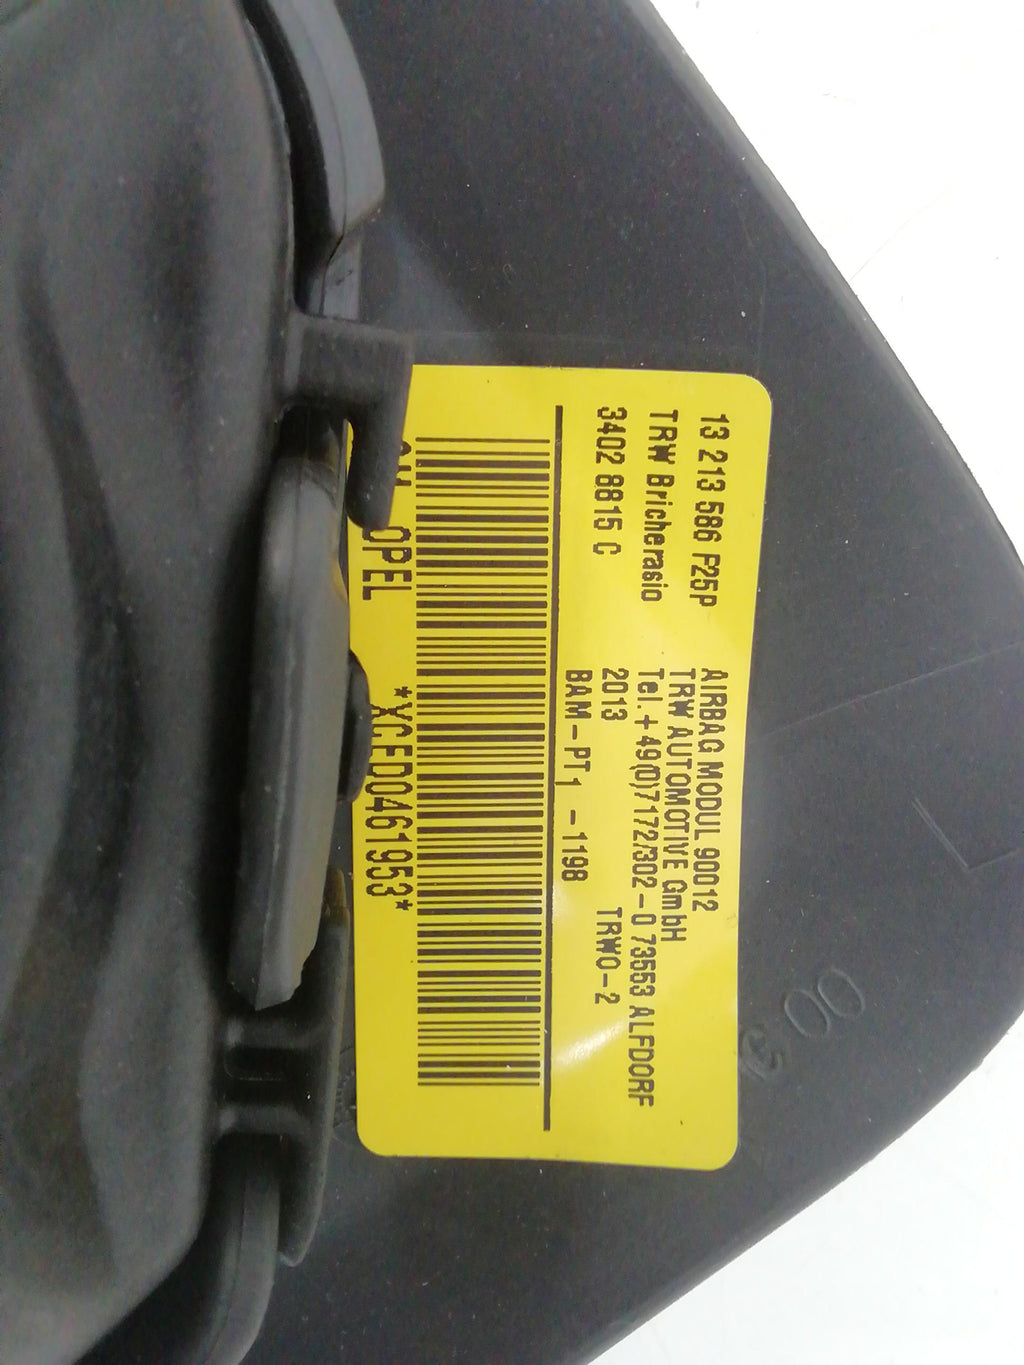 13 213 586 P25P
AIRBAG MODUL 90012
TRW Bricherasio
TRW AUTOMOTIVE GmbH
Tel. + 49(0)7172/302-0 73553 ALFDORF
3402 8815 C
2013
TRWO-2
BAM-PT1 -1198
OPEL
*XCED0461953*
00